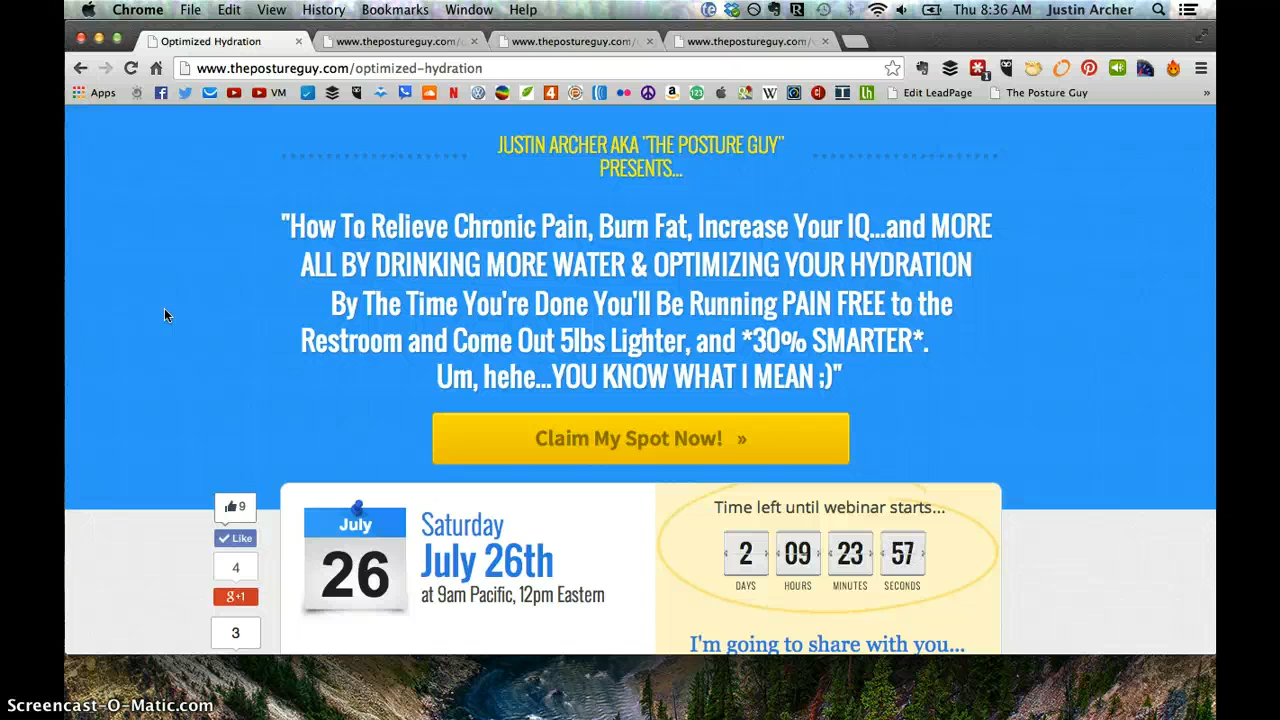 Chrome File Edit View History Bookmarks Window Help Thu 8:36 AM Justin Archer
Optimized Hydration www.thepostureguy.com/ www.thepostureguy.com/ www.thepostureguy.com/
www.thepostureguy.com/optimized-hydration
Apps VM Edit LeadPage The Posture Guy »
JUSTIN ARCHER AKA "THE POSTURE GUY"
PRESENTS...
"How To Relieve Chronic Pain, Burn Fat, Increase Your IQ...and MORE
ALL BY DRINKING MORE WATER & OPTIMIZING YOUR HYDRATION
By The Time You're Done You'll Be Running PAIN FREE to the
Restroom and Come Out 5lbs Lighter, and *30% SMARTER*.
Um, hehe...YOU KNOW WHAT I MEAN ;)"
Claim My Spot Now! »
9
Like
4
g+1
3
July
26
Saturday
July 26th
at 9am Pacific, 12pm Eastern
Time left until webinar starts...
2 09 23 57
DAYS HOURS MINUTES SECONDS
I'm going to share with you...
Screencast-O-Matic.com